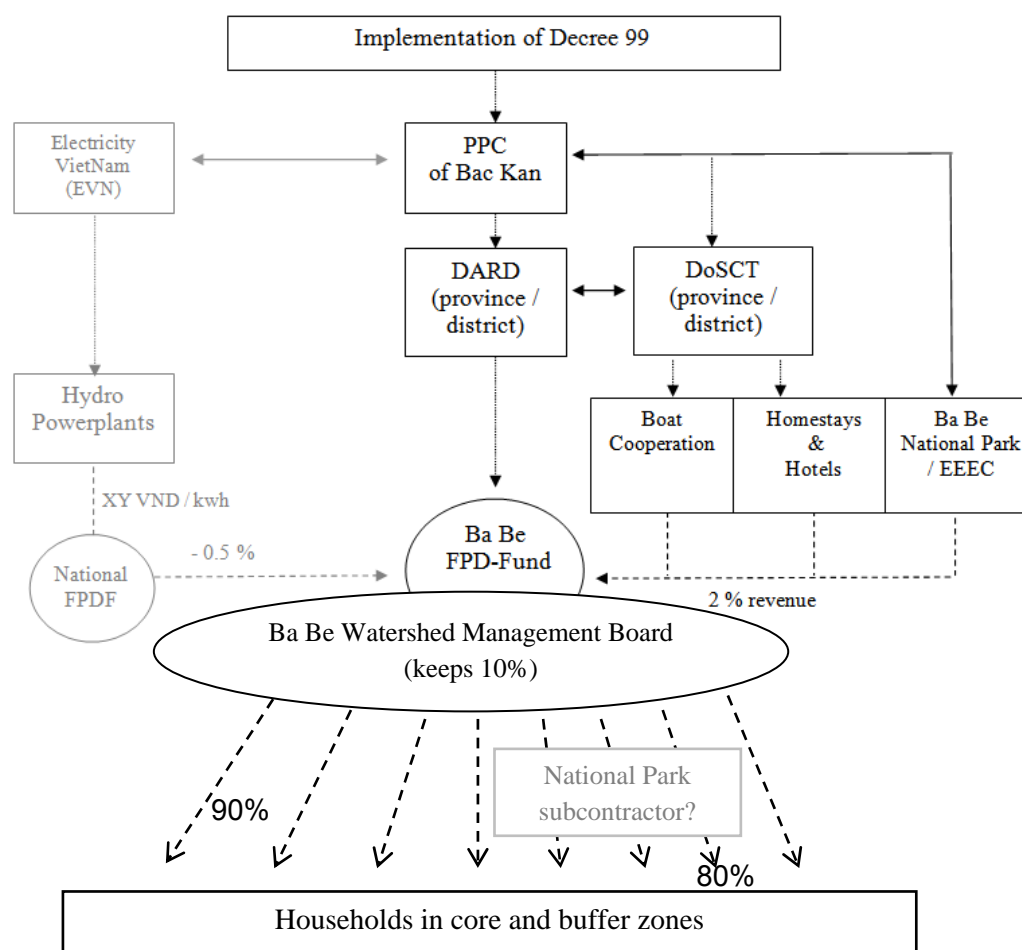 Implementation of Decree 99
Electricity
VietNam
(EVN)
PPC
of Bac Kan
DARD
(province /
district)
DoSCT
(province /
district)
Hydro
Powerplants
Boat
Cooperation
Homestays
&
Hotels
Ba Be
National Park
/ EEEC
XY VND / kwh
National
FPDF
- 0.5 %
Ba Be
FPD-Fund
2 % revenue
Ba Be Watershed Management Board
(keeps 10%)
National Park
subcontractor?
90%
80%
Households in core and buffer zones